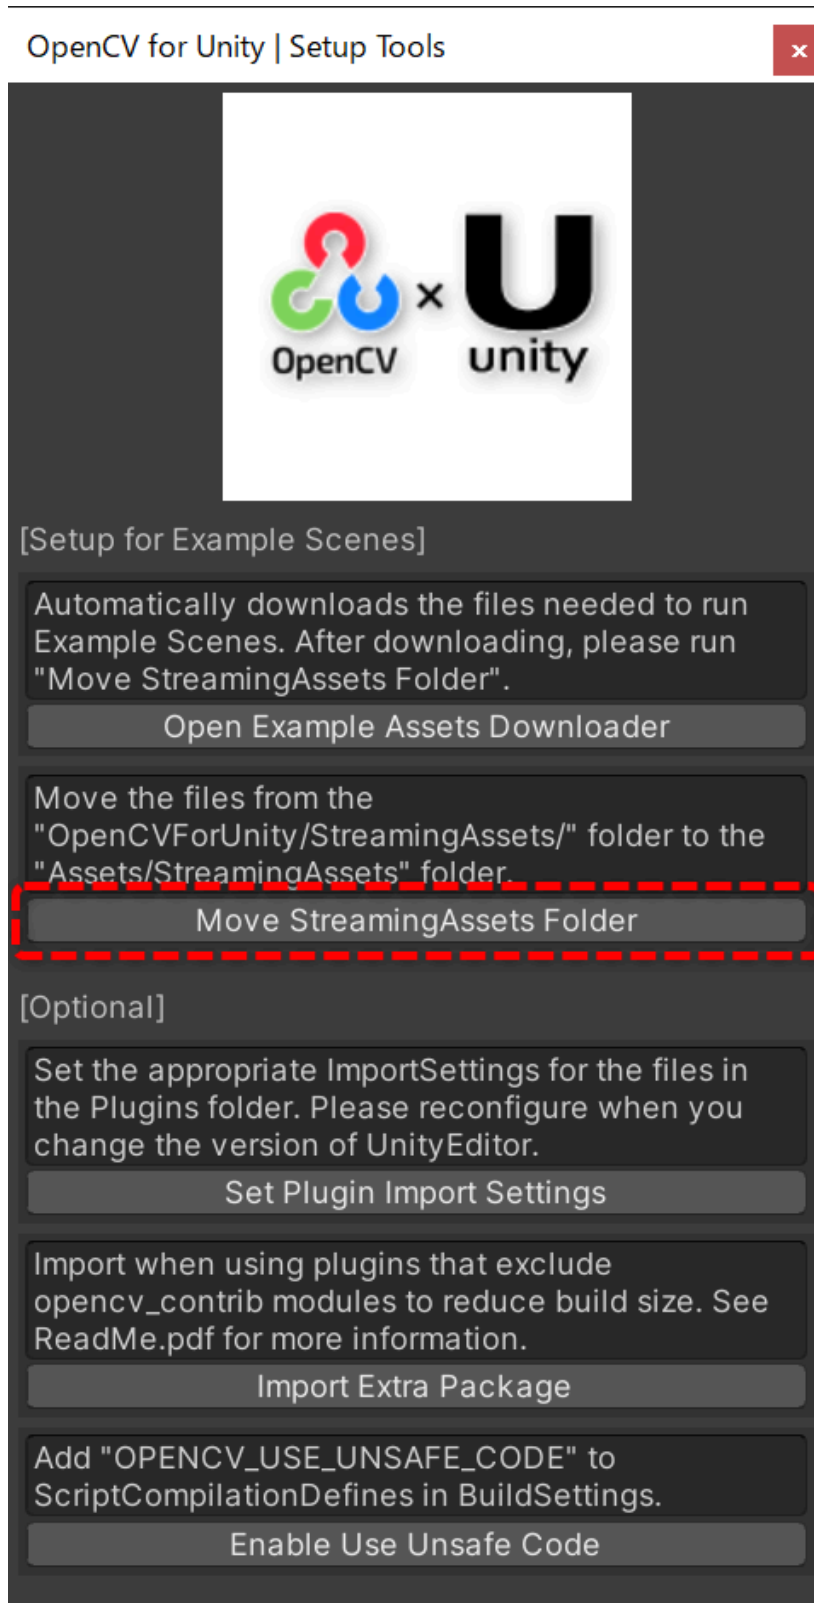 OpenCV for Unity | Setup Tools
x
OpenCV
×
U
unity
[Setup for Example Scenes]
Automatically downloads the files needed to run
Example Scenes. After downloading, please run
"Move StreamingAssets Folder".
Open Example Assets Downloader
Move the files from the
"OpenCVForUnity/StreamingAssets/" folder to the
"Assets/StreamingAssets" folder.
Move StreamingAssets Folder
[Optional]
Set the appropriate ImportSettings for the files in
the Plugins folder. Please reconfigure when you
change the version of UnityEditor.
Set Plugin Import Settings
Import when using plugins that exclude
opencv_contrib modules to reduce build size. See
ReadMe.pdf for more information.
Import Extra Package
Add "OPENCV_USE_UNSAFE_CODE" to
ScriptCompilationDefines in BuildSettings.
Enable Use Unsafe Code